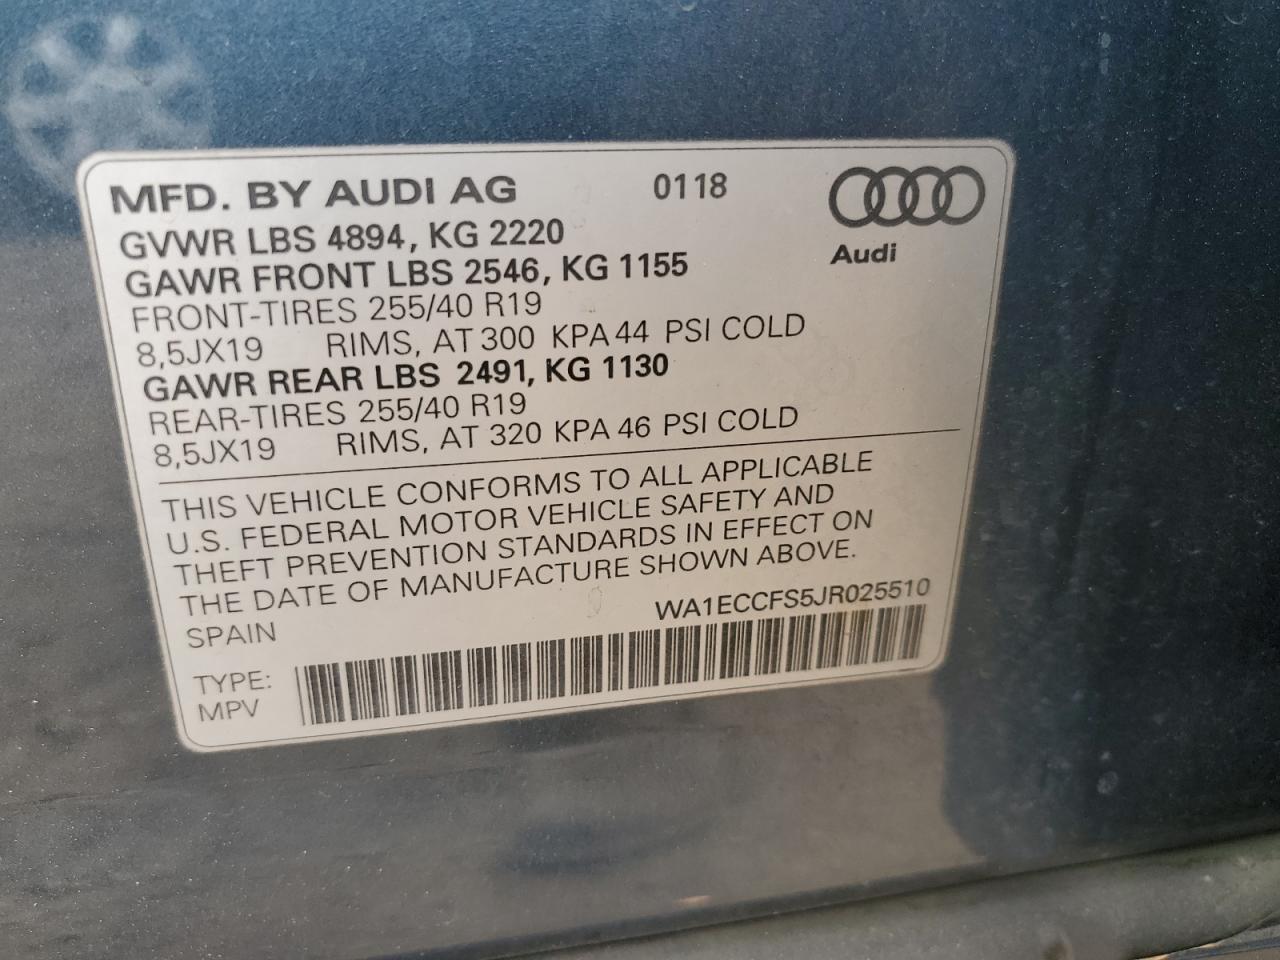 MFD. BY AUDI AG 0118
Audi
GVWR LBS 4894, KG 2220
GAWR FRONT LBS 2546, KG 1155
FRONT-TIRES 255/40 R19
8,5JX19 RIMS, AT 300 KPA 44 PSI COLD
GAWR REAR LBS 2491, KG 1130
REAR-TIRES 255/40 R19
8,5JX19 RIMS, AT 320 KPA 46 PSI COLD
THIS VEHICLE CONFORMS TO ALL APPLICABLE
U.S. FEDERAL MOTOR VEHICLE SAFETY AND
THEFT PREVENTION STANDARDS IN EFFECT ON
THE DATE OF MANUFACTURE SHOWN ABOVE.
SPAIN WA1ECCFS5JR025510
TYPE:
MPV